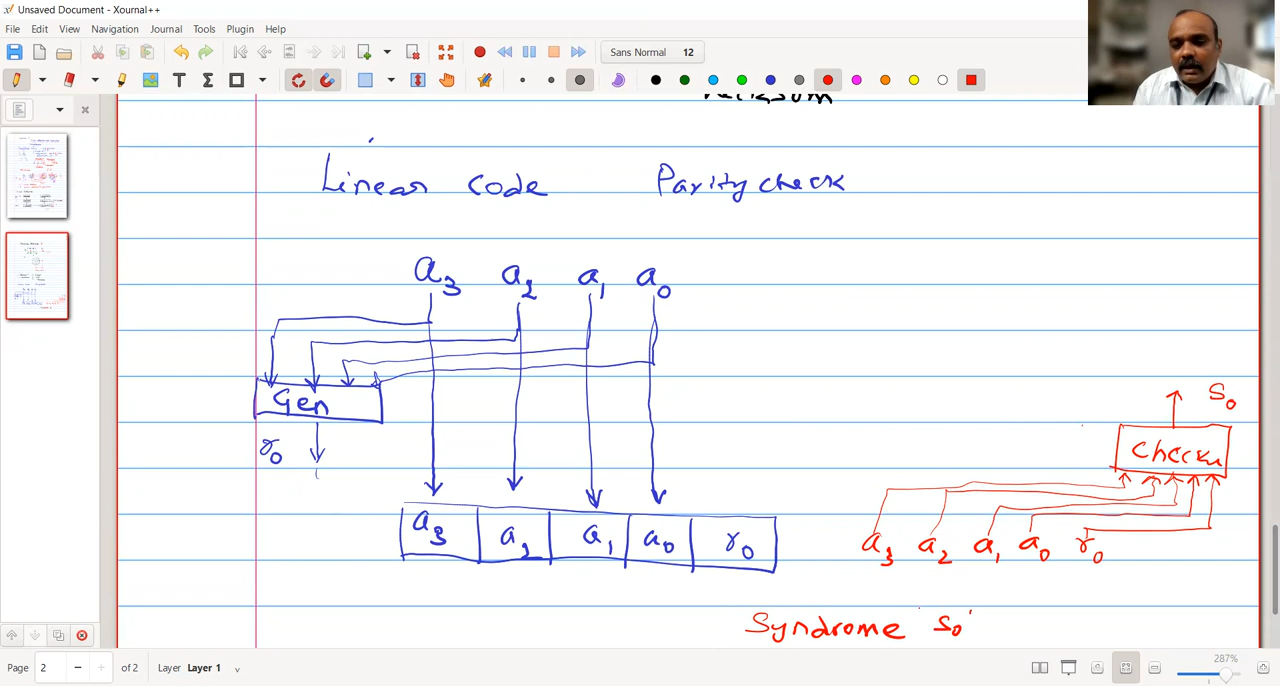 Unsaved Document - Xournal++
File Edit View Navigation Journal Tools Plugin Help
Sans Normal 12
Linear code Parity check
a3 a2 a1 a0
Gen
r0
a3 a2 a1 a0 r0
S0
a3 a2 a1 a0 r0
Syndrome S0
Page 2 of 2 Layer Layer 1
287%